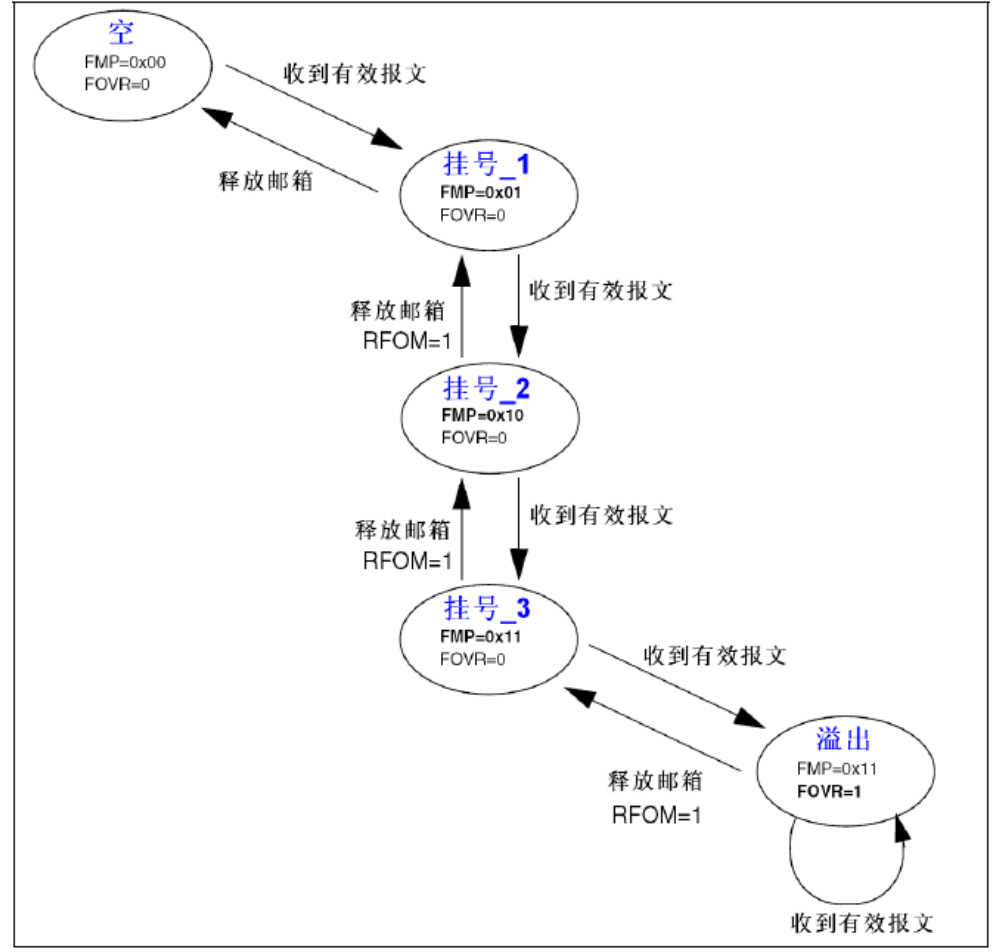 空
FMP=0x00
FOVR=0
收到有效报文
释放邮箱
挂号_1
FMP=0x01
FOVR=0
释放邮箱
RFOM=1
收到有效报文
挂号_2
FMP=0x10
FOVR=0
释放邮箱
RFOM=1
收到有效报文
挂号_3
FMP=0x11
FOVR=0
收到有效报文
释放邮箱
RFOM=1
溢出
FMP=0x11
FOVR=1
收到有效报文